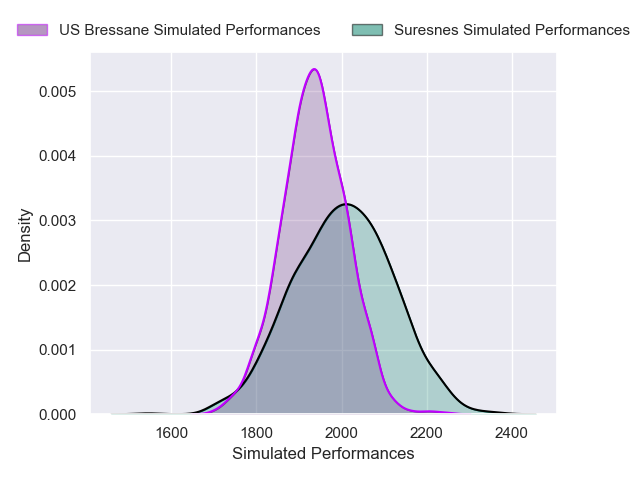 US Bressane Simulated Performances Suresnes Simulated Performances
0.005
0.004
0.003
0.002
0.001
0.000
Density
1600 1800 2000 2200 2400
Simulated Performances